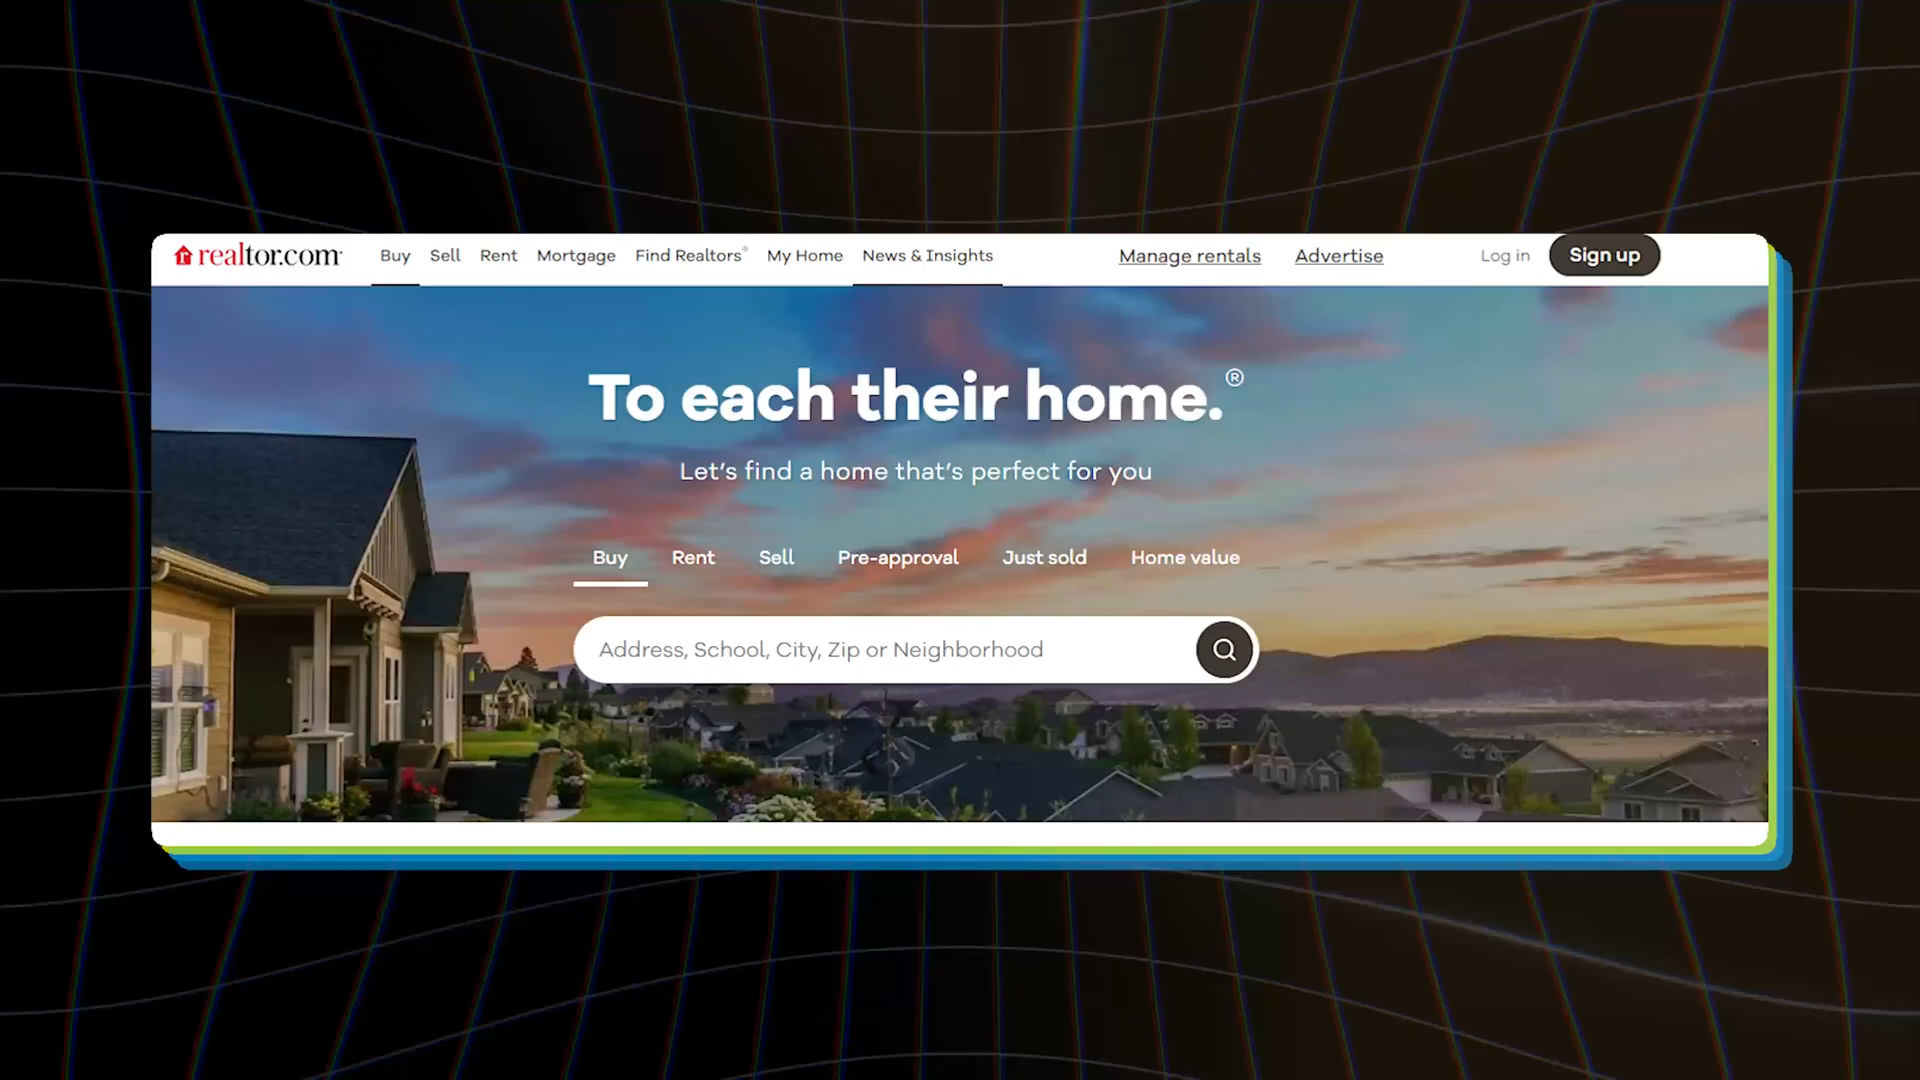 realtor.com® Buy Sell Rent Mortgage Find Realtors® My Home News & Insights Manage rentals Advertise Log in Sign up
To each their home.®
Let's find a home that's perfect for you
Buy Rent Sell Pre-approval Just sold Home value
Address, School, City, Zip or Neighborhood